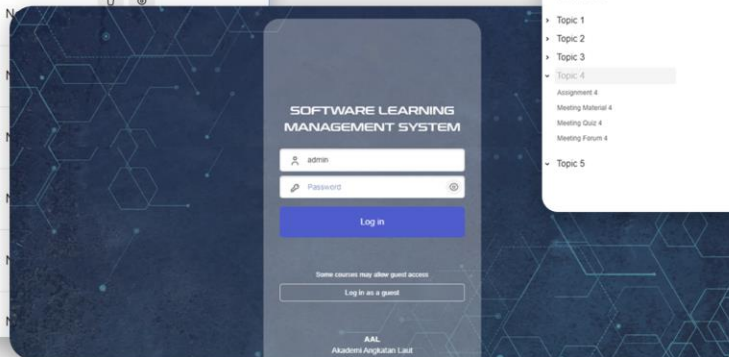 SOFTWARE LEARNING
MANAGEMENT SYSTEM
admin
Password
Log in
Some courses may allow guest access
Log in as a guest
AAL
Akademi Angkatan Laut
Topic 1
Topic 2
Topic 3
Topic 4
Assignment 4
Meeting Material 4
Meeting Quiz 4
Meeting Forum 4
Topic 5